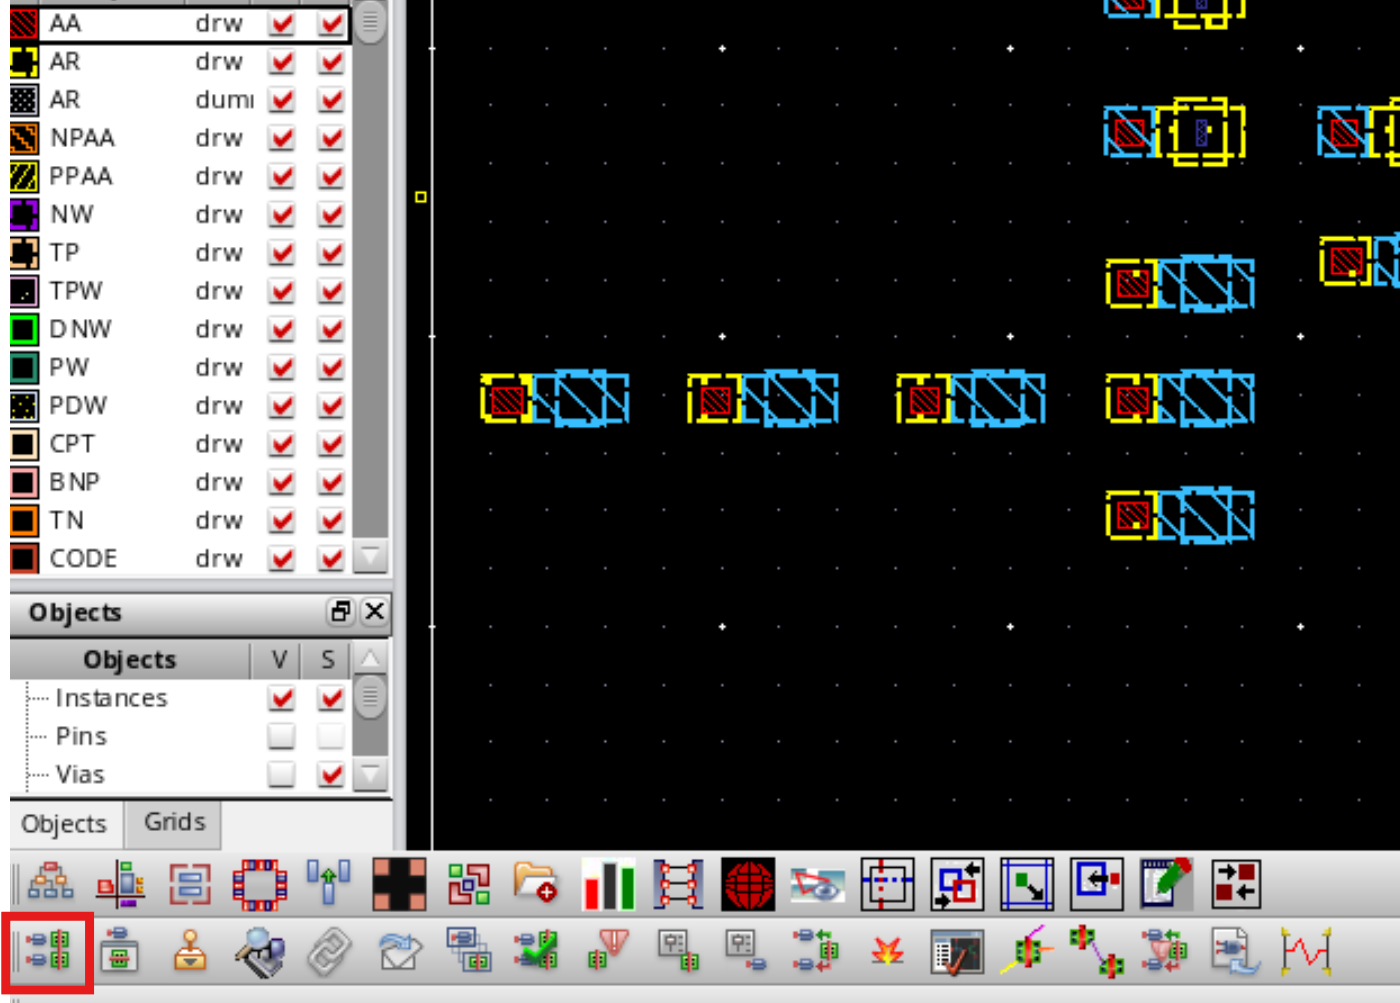 AA drw
AR drw
AR dum
NPAA drw
PPAA drw
NW drw
TP drw
TPW drw
DNW drw
PW drw
PDW drw
CPT drw
BNP drw
TN drw
CODE drw
Objects
Objects V S
Instances
Pins
Vias
Objects Grids